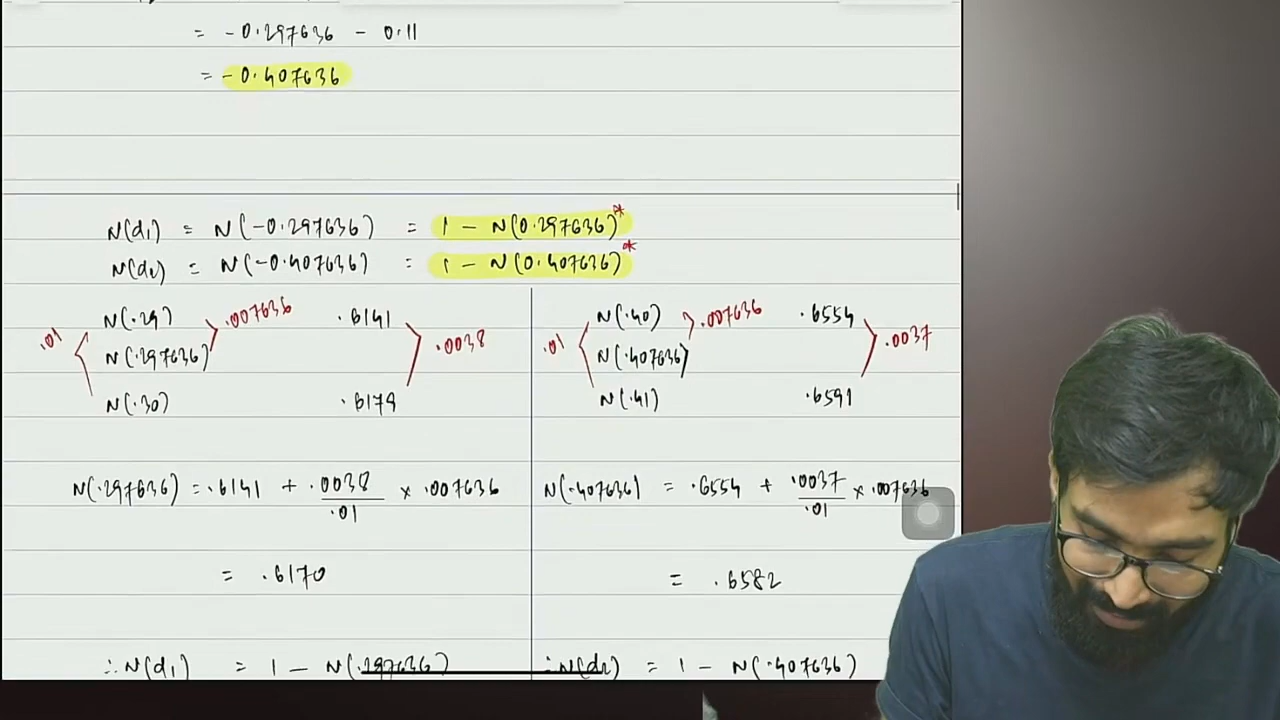 = -0.297636 - 0.11
= -0.407636
N(d₁) = N(-0.297636) = 1 - N(0.297636)*
N(d₂) = N(-0.407636) = 1 - N(0.407636)*
.01 N(.29) .007636 .6141 .0038
N(.297636)
N(.30) .6179
N(.297636) = .6141 + .0038/.01 × .007636
= .6170
∴ N(d₁) = 1 - N(.297636)
.01 N(.40) .007636 .6554 .0037
N(.407636)
N(.41) .6591
N(.407636) = .6554 + .0037/.01 × .007636
= .6582
∴ N(d₂) = 1 - N(.407636)